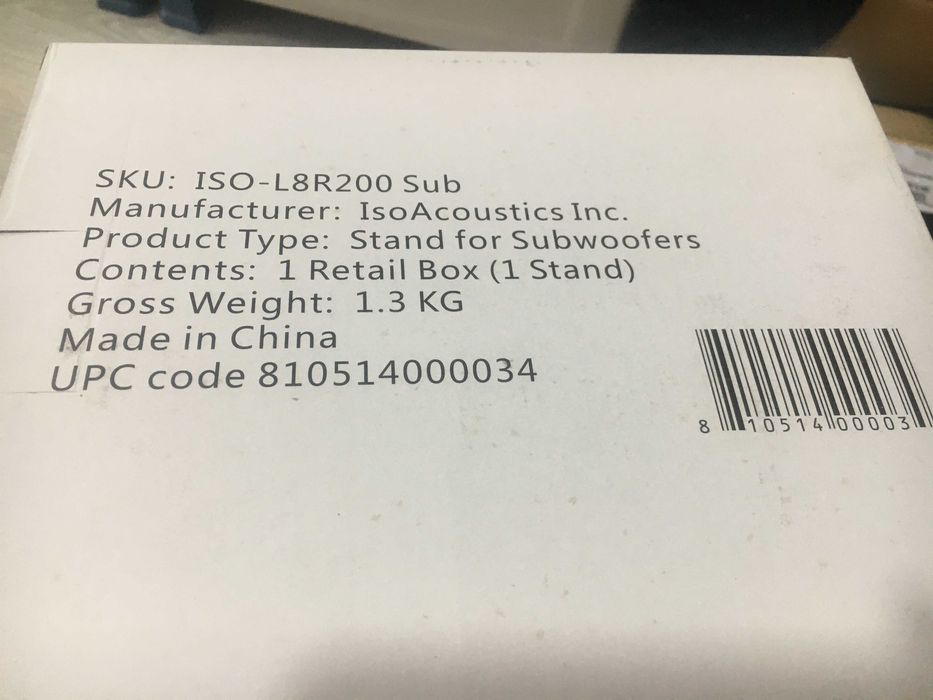 SKU: ISO-L8R200 Sub
Manufacturer: IsoAcoustics Inc.
Product Type: Stand for Subwoofers
Contents: 1 Retail Box (1 Stand)
Gross Weight: 1.3 KG
Made in China
UPC code 810514000034
8 10514 00003